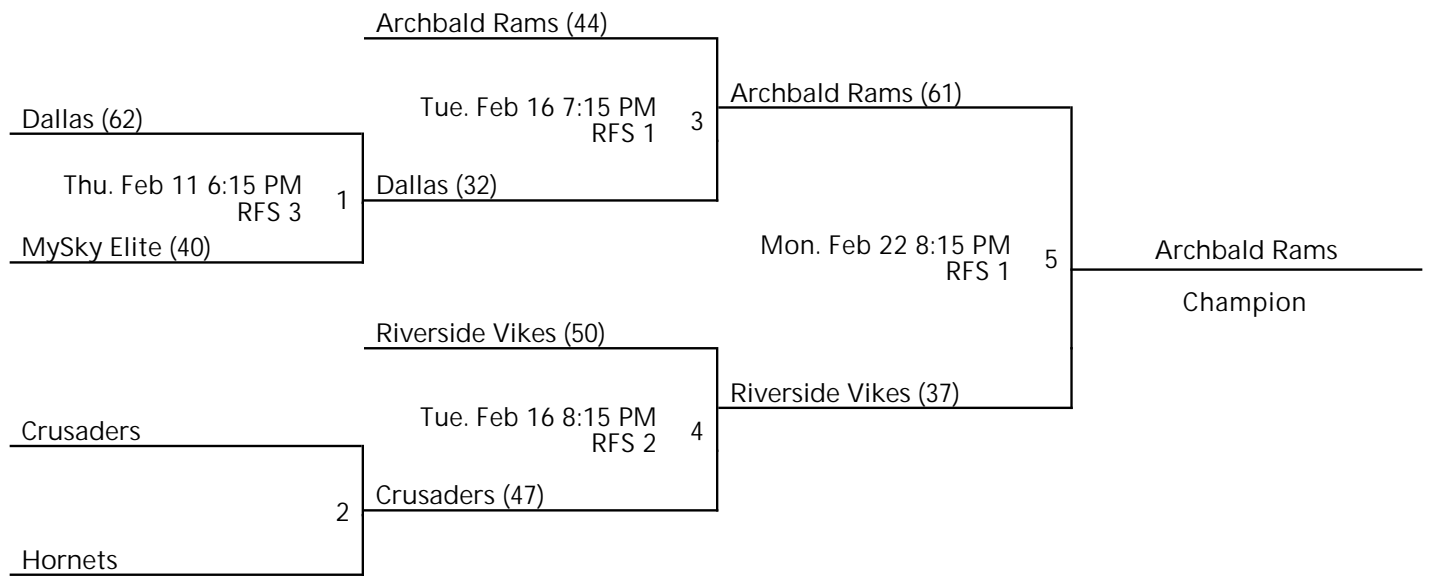 Archbald Rams (44)
Dallas (62)
Tue. Feb 16 7:15 PM
RFS 1
3
Archbald Rams (61)
Thu. Feb 11 6:15 PM
RFS 3
1
Dallas (32)
MySky Elite (40)
Mon. Feb 22 8:15 PM
RFS 1
5
Archbald Rams
Champion
Riverside Vikes (50)
Crusaders
Tue. Feb 16 8:15 PM
RFS 2
4
Riverside Vikes (37)
2
Crusaders (47)
Hornets